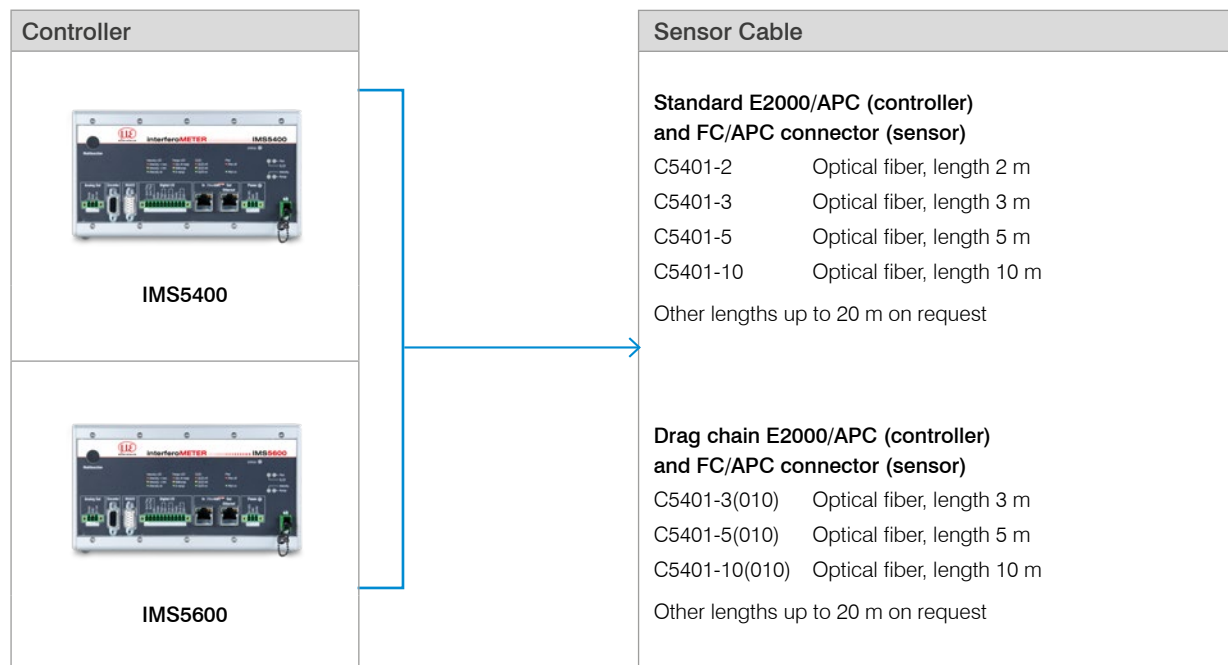 Controller
Sensor Cable
interferoMETER IMS5400
IMS5400
interferoMETER IMS5600
IMS5600
Standard E2000/APC (controller)
and FC/APC connector (sensor)
C5401-2 Optical fiber, length 2 m
C5401-3 Optical fiber, length 3 m
C5401-5 Optical fiber, length 5 m
C5401-10 Optical fiber, length 10 m
Other lengths up to 20 m on request
Drag chain E2000/APC (controller)
and FC/APC connector (sensor)
C5401-3(010) Optical fiber, length 3 m
C5401-5(010) Optical fiber, length 5 m
C5401-10(010) Optical fiber, length 10 m
Other lengths up to 20 m on request